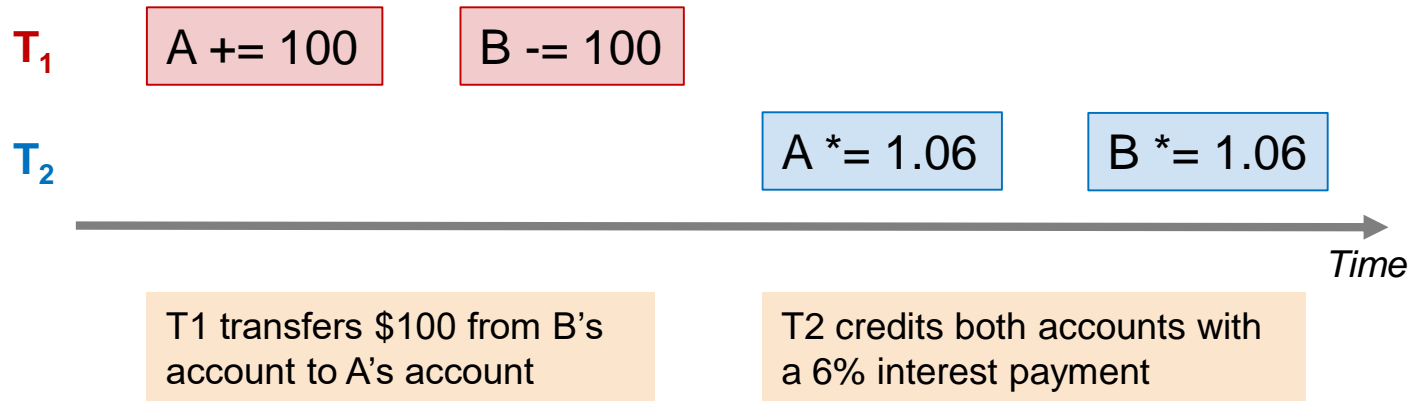 T1 A += 100 B -= 100
T2 A *= 1.06 B *= 1.06
Time
T1 transfers $100 from B’s
account to A’s account
T2 credits both accounts with
a 6% interest payment